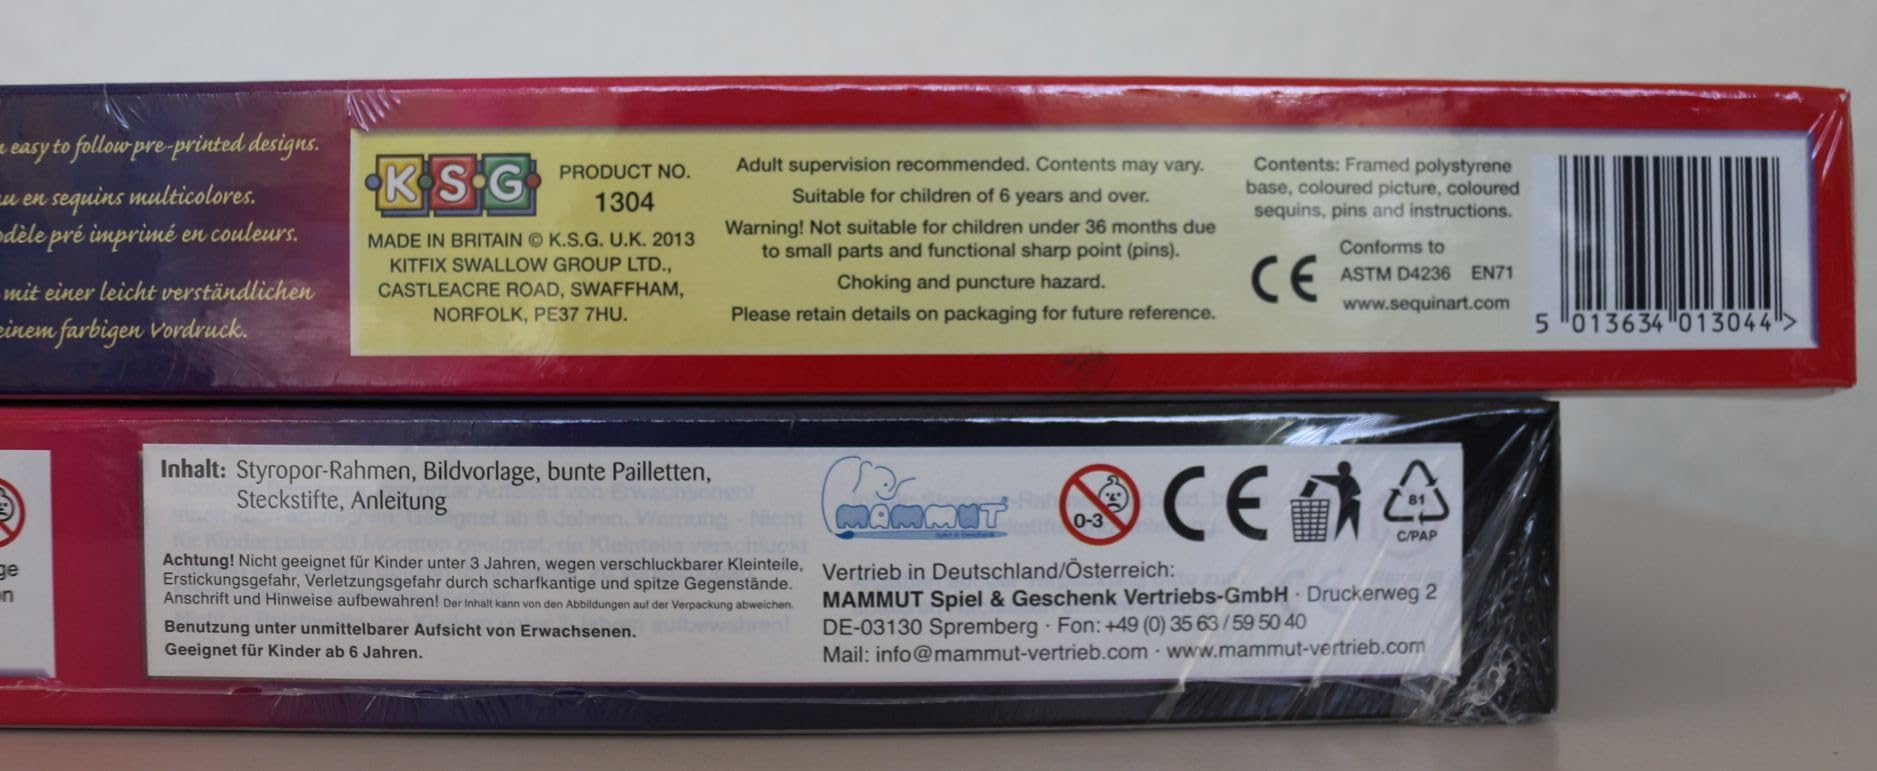 easy to follow pre-printed designs.
en sequins multicolores.
pré imprimé en couleurs.
mit einer leicht verständlichen
einem farbigen Vordruck.
KSG
PRODUCT NO.
1304
MADE IN BRITAIN © K.S.G. U.K. 2013
KITFIX SWALLOW GROUP LTD.,
CASTLEACRE ROAD, SWAFFHAM,
NORFOLK, PE37 7HU.
Adult supervision recommended. Contents may vary.
Suitable for children of 6 years and over.
Warning! Not suitable for children under 36 months due
to small parts and functional sharp point (pins).
Choking and puncture hazard.
Please retain details on packaging for future reference.
Contents: Framed polystyrene
base, coloured picture, coloured
sequins, pins and instructions.
CE
Conforms to
ASTM D4236 EN71
www.sequinart.com
5 013634 013044 >
Inhalt: Styropor-Rahmen, Bildvorlage, bunte Pailletten,
Steckstifte, Anleitung
Achtung! Nicht geeignet für Kinder unter 3 Jahren, wegen verschluckbarer Kleinteile,
Erstickungsgefahr, Verletzungsgefahr durch scharfkantige und spitze Gegenstände.
Anschrift und Hinweise aufbewahren! Der Inhalt kann von den Abbildungen auf der Verpackung abweichen.
Benutzung unter unmittelbarer Aufsicht von Erwachsenen.
Geeignet für Kinder ab 6 Jahren.
MAMMUT
Spiel & Geschenk
0-3
CE
81
C/PAP
Vertrieb in Deutschland/Österreich:
MAMMUT Spiel & Geschenk Vertriebs-GmbH · Druckerweg 2
DE-03130 Spremberg · Fon: +49 (0) 35 63 / 59 50 40
Mail: info@mammut-vertrieb.com · www.mammut-vertrieb.com